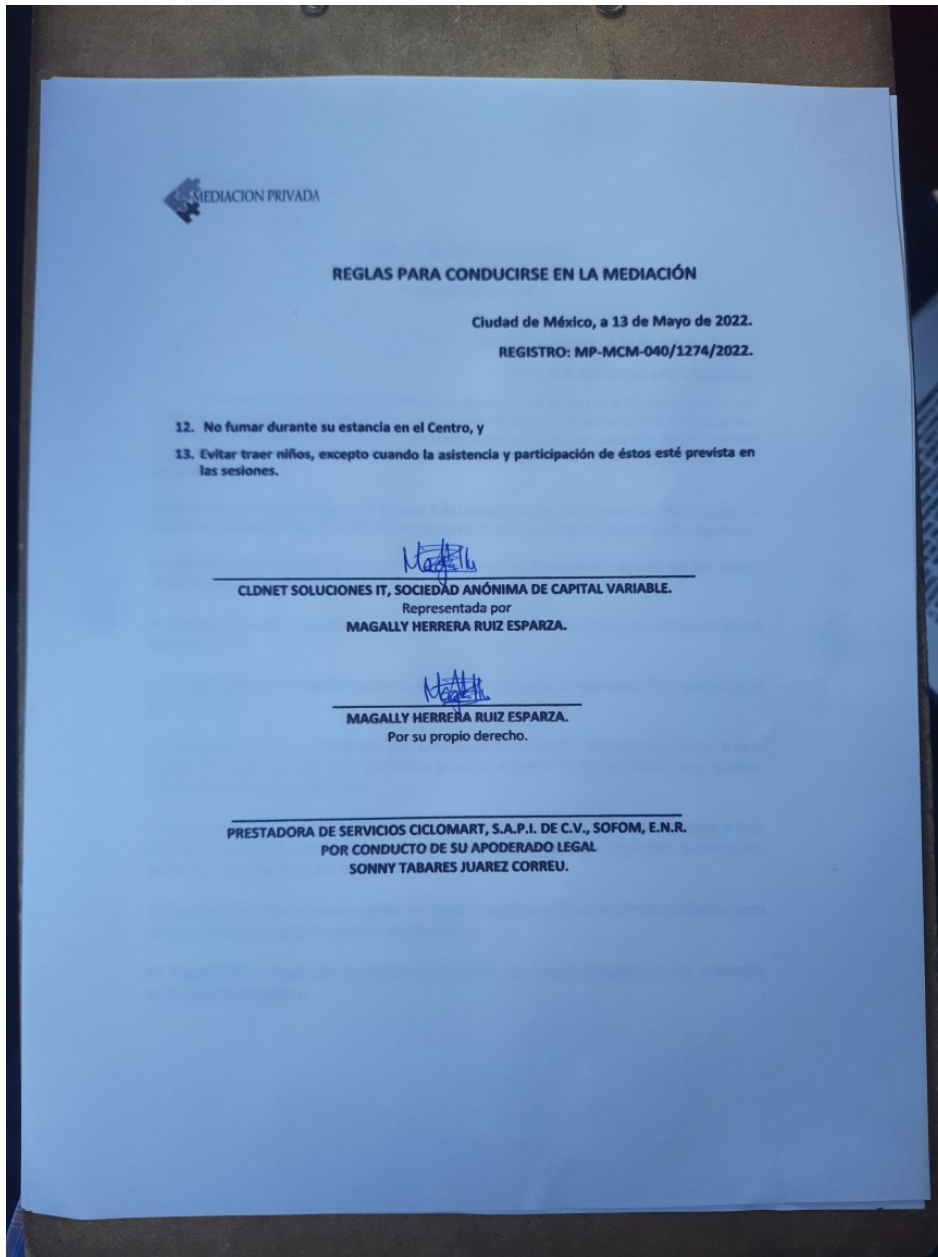 MEDIACION PRIVADA
REGLAS PARA CONDUCIRSE EN LA MEDIACIÓN
Ciudad de México, a 13 de Mayo de 2022.
REGISTRO: MP-MCM-040/1274/2022.
12. No fumar durante su estancia en el Centro, y
13. Evitar traer niños, excepto cuando la asistencia y participación de éstos esté prevista en
las sesiones.
Magally
CLDNET SOLUCIONES IT, SOCIEDAD ANÓNIMA DE CAPITAL VARIABLE.
Representada por
MAGALLY HERRERA RUIZ ESPARZA.
Magally
MAGALLY HERRERA RUIZ ESPARZA.
Por su propio derecho.
PRESTADORA DE SERVICIOS CICLOMART, S.A.P.I. DE C.V., SOFOM, E.N.R.
POR CONDUCTO DE SU APODERADO LEGAL
SONNY TABARES JUAREZ CORREU.